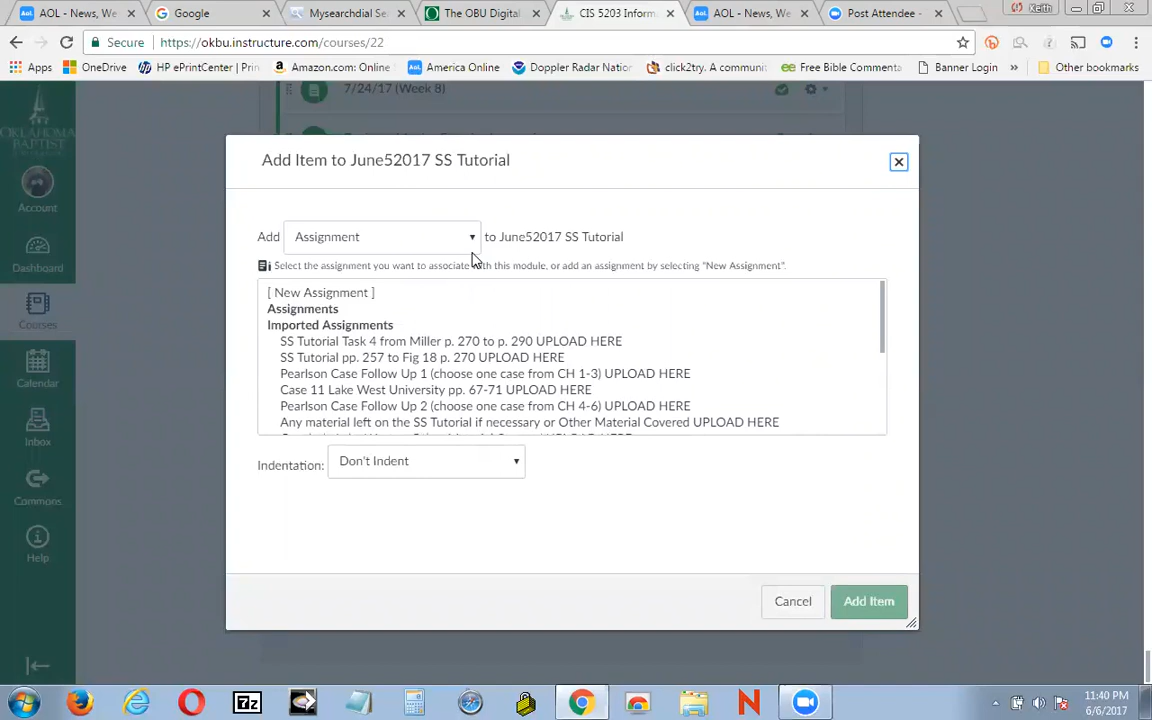 AOL - News, We
Google
Mysearchdial Se
The OBU Digital
CIS 5203 Inform
AOL - News, We
Post Attendee -
Keith
Secure
https://okbu.instructure.com/courses/22
Apps
OneDrive
HP ePrintCenter | Prin
Amazon.com: Online
America Online
Doppler Radar Natio
click2try. A communit
Free Bible Commenta
Banner Login
»
Other bookmarks
OKLAHOMA
BAPTIST
Account
Dashboard
Courses
Calendar
Inbox
Commons
Help
7/24/17 (Week 8)
Add Item to June52017 SS Tutorial
Add
Assignment
to June52017 SS Tutorial
Select the assignment you want to associate with this module, or add an assignment by selecting "New Assignment".
[ New Assignment ]
Assignments
Imported Assignments
SS Tutorial Task 4 from Miller p. 270 to p. 290 UPLOAD HERE
SS Tutorial pp. 257 to Fig 18 p. 270 UPLOAD HERE
Pearlson Case Follow Up 1 (choose one case from CH 1-3) UPLOAD HERE
Case 11 Lake West University pp. 67-71 UPLOAD HERE
Pearlson Case Follow Up 2 (choose one case from CH 4-6) UPLOAD HERE
Any material left on the SS Tutorial if necessary or Other Material Covered UPLOAD HERE
Indentation:
Don't Indent
Cancel
Add Item
7z
N
11:40 PM
6/6/2017